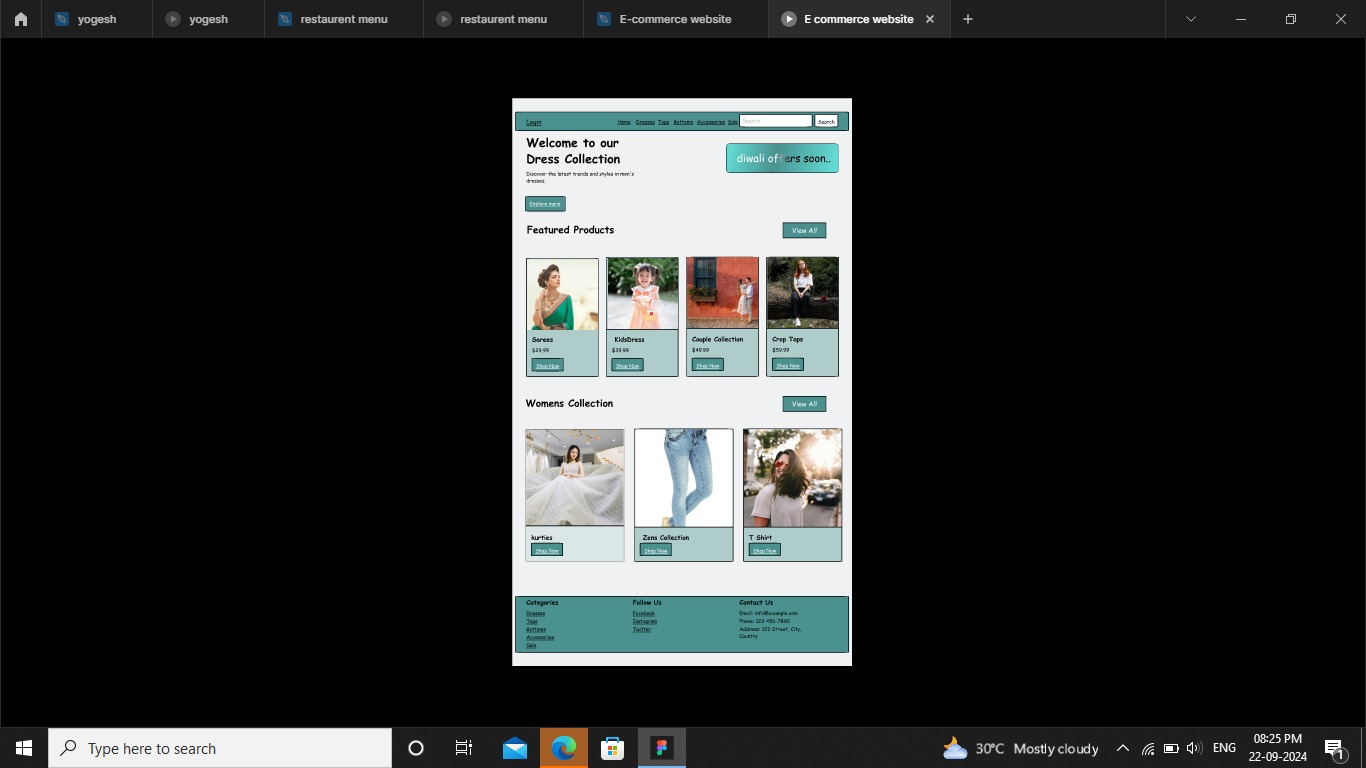 yogesh
yogesh
restaurent menu
restaurent menu
E-commerce website
E commerce website
Login
Home Dresses Tops Bottoms Accessories Sale Search Search
Welcome to our
Dress Collection
diwali offers soon..
Discover the latest trends and styles in men's
dresses.
Explore more
Featured Products
View All
Sarees
$29.99
Shop Now
KidsDress
$39.99
Shop Now
Couple Collection
$49.99
Shop Now
Crop Tops
$59.99
Shop Now
Womens Collection
View All
kurties
Shop Now
Zens Collection
Shop Now
T Shirt
Shop Now
Categories
Dresses
Tops
Bottoms
Accessories
Sale
Follow Us
Facebook
Instagram
Twitter
Contact Us
Email: info@example.com
Phone: 123-456-7890
Address: 123 Street, City,
Country
Type here to search
30°C Mostly cloudy
ENG
08:25 PM
22-09-2024
1